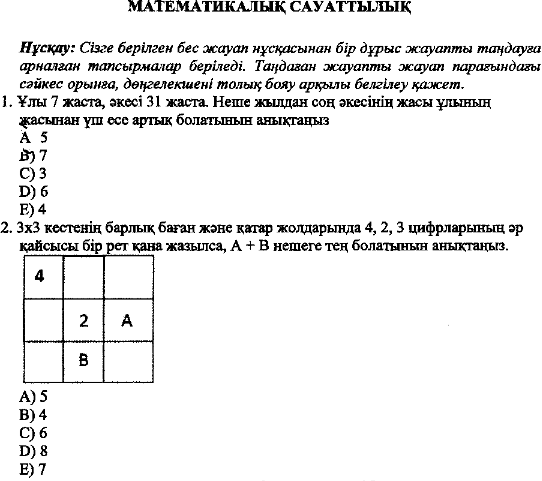 МАТЕМАТИКАЛЫҚ САУАТТЫЛЫҚ
Нұсқау: Сізге берілген бес жауап нұсқасынан бір дұрыс жауапты таңдауға
арналған тапсырмалар беріледі. Таңдаған жауапты жауап парағындағы
сәйкес орынға, дөңгелекшені толық бояу арқылы белгілеу қажет.
1. Ұлы 7 жаста, әкесі 31 жаста. Неше жылдан соң әкесінің жасы ұлының
жасынан үш есе артық болатынын анықтаңыз
A 5
B) 7
C) 3
D) 6
E) 4
2. 3x3 кестенің барлық баған және қатар жолдарында 4, 2, 3 цифрларының әр
қайсысы бір рет қана жазылса, A + B нешеге тең болатынын анықтаңыз.
4
2 A
B
A) 5
B) 4
C) 6
D) 8
E) 7